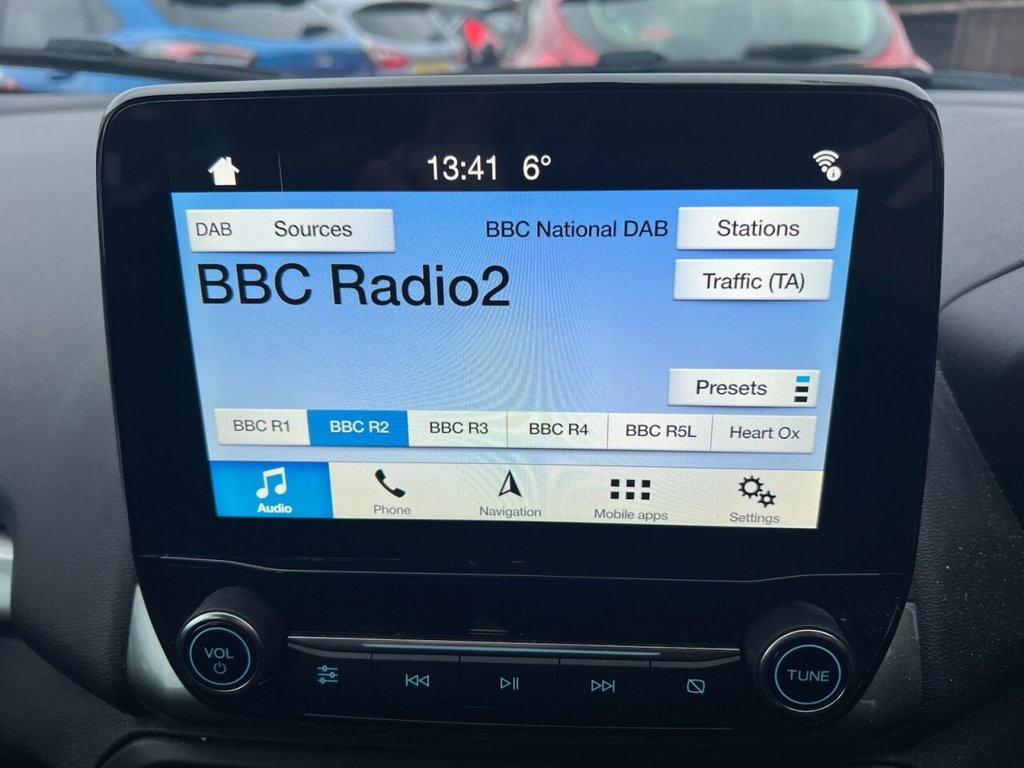 13:41 6°
DAB Sources BBC National DAB Stations
BBC Radio2 Traffic (TA)
Presets
BBC R1 BBC R2 BBC R3 BBC R4 BBC R5L Heart Ox
Audio Phone Navigation Mobile apps Settings
VOL
TUNE